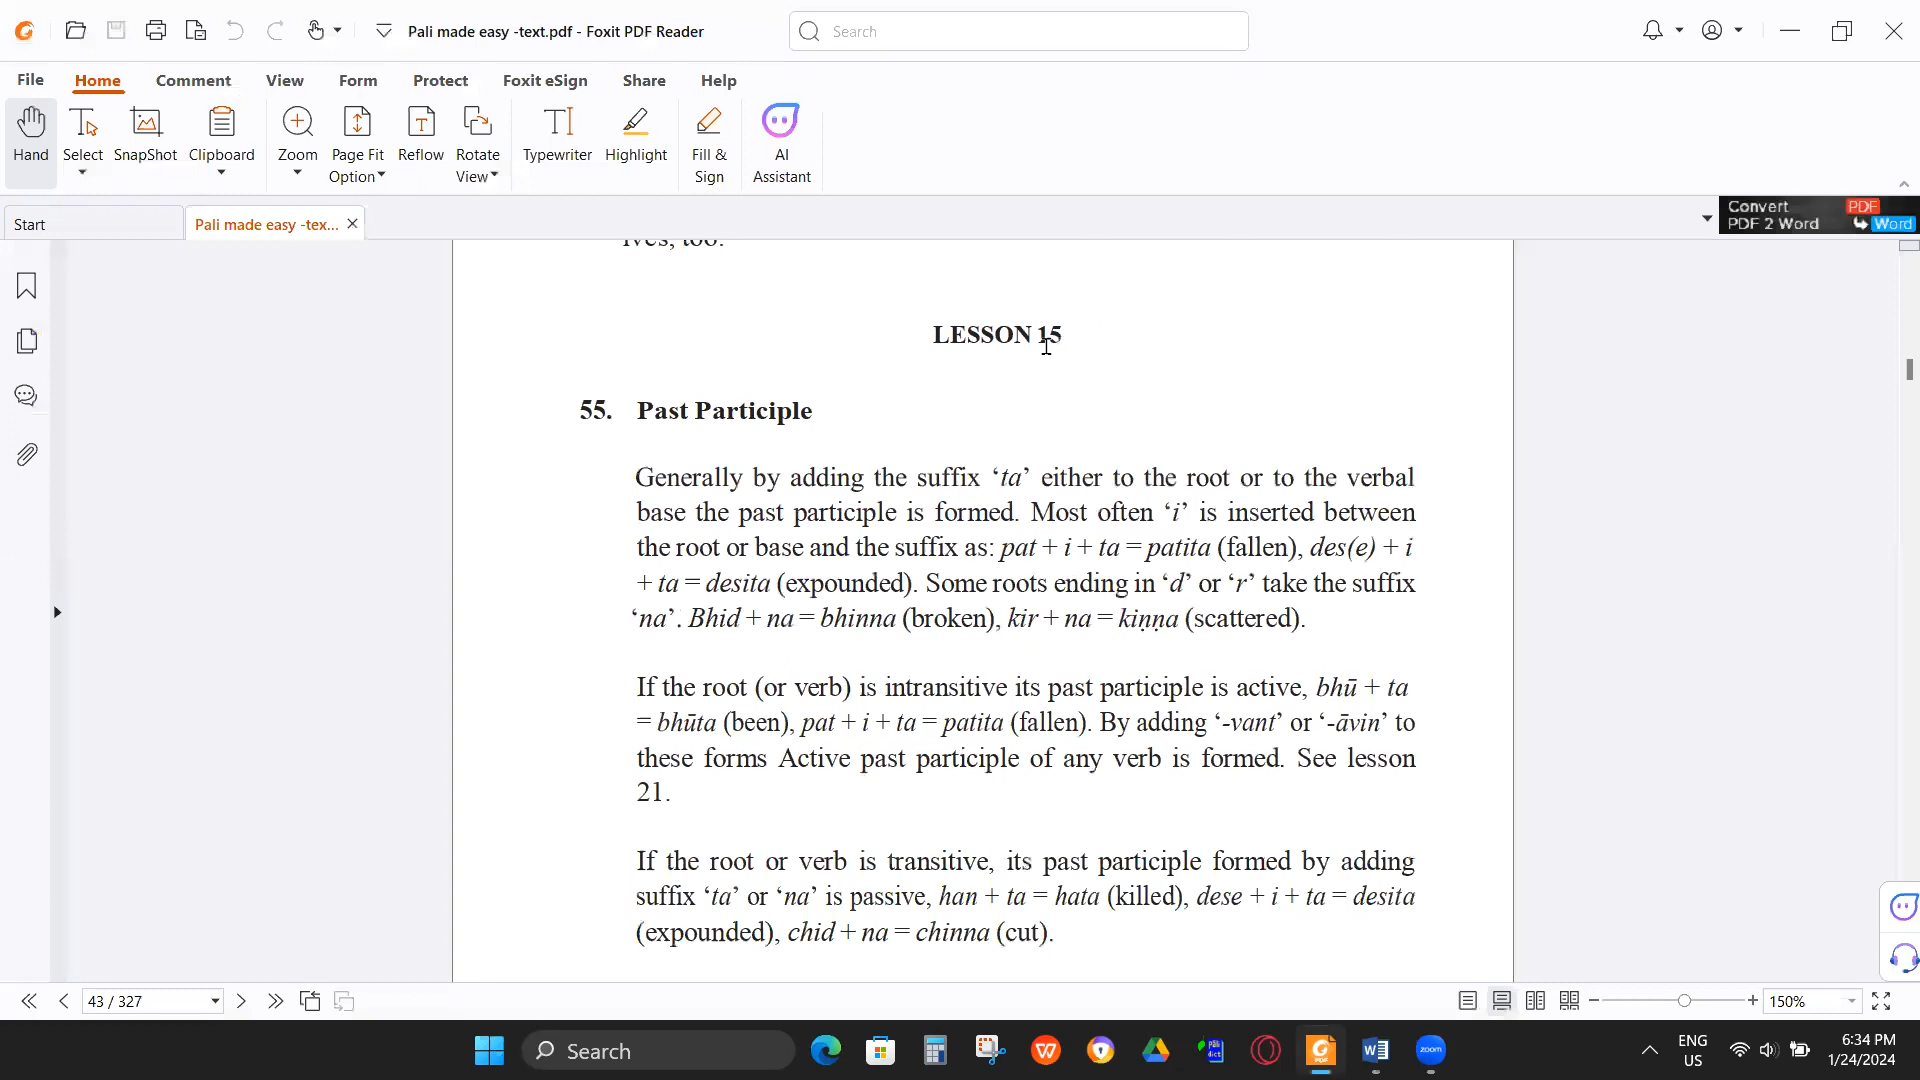 Pali made easy -text.pdf - Foxit PDF Reader
Search
File Home Comment View Form Protect Foxit eSign Share Help
Hand Select SnapShot Clipboard Zoom Page Fit Option Reflow Rotate View Typewriter Highlight Fill & Sign AI Assistant
Start
Pali made easy -tex...
Convert PDF
PDF 2 Word Word
ives, too.
LESSON 15
55. Past Participle
Generally by adding the suffix ‘ta’ either to the root or to the verbal
base the past participle is formed. Most often ‘i’ is inserted between
the root or base and the suffix as: pat + i + ta = patita (fallen), des(e) + i
+ ta = desita (expounded). Some roots ending in ‘d’ or ‘r’ take the suffix
‘na’. Bhid + na = bhinna (broken), kir + na = kiṇṇa (scattered).
If the root (or verb) is intransitive its past participle is active, bhū + ta
= bhūta (been), pat + i + ta = patita (fallen). By adding ‘-vant’ or ‘-āvin’ to
these forms Active past participle of any verb is formed. See lesson
21.
If the root or verb is transitive, its past participle formed by adding
suffix ‘ta’ or ‘na’ is passive, han + ta = hata (killed), dese + i + ta = desita
(expounded), chid + na = chinna (cut).
43 / 327
150%
Search
zoom
ENG
US
6:34 PM
1/24/2024